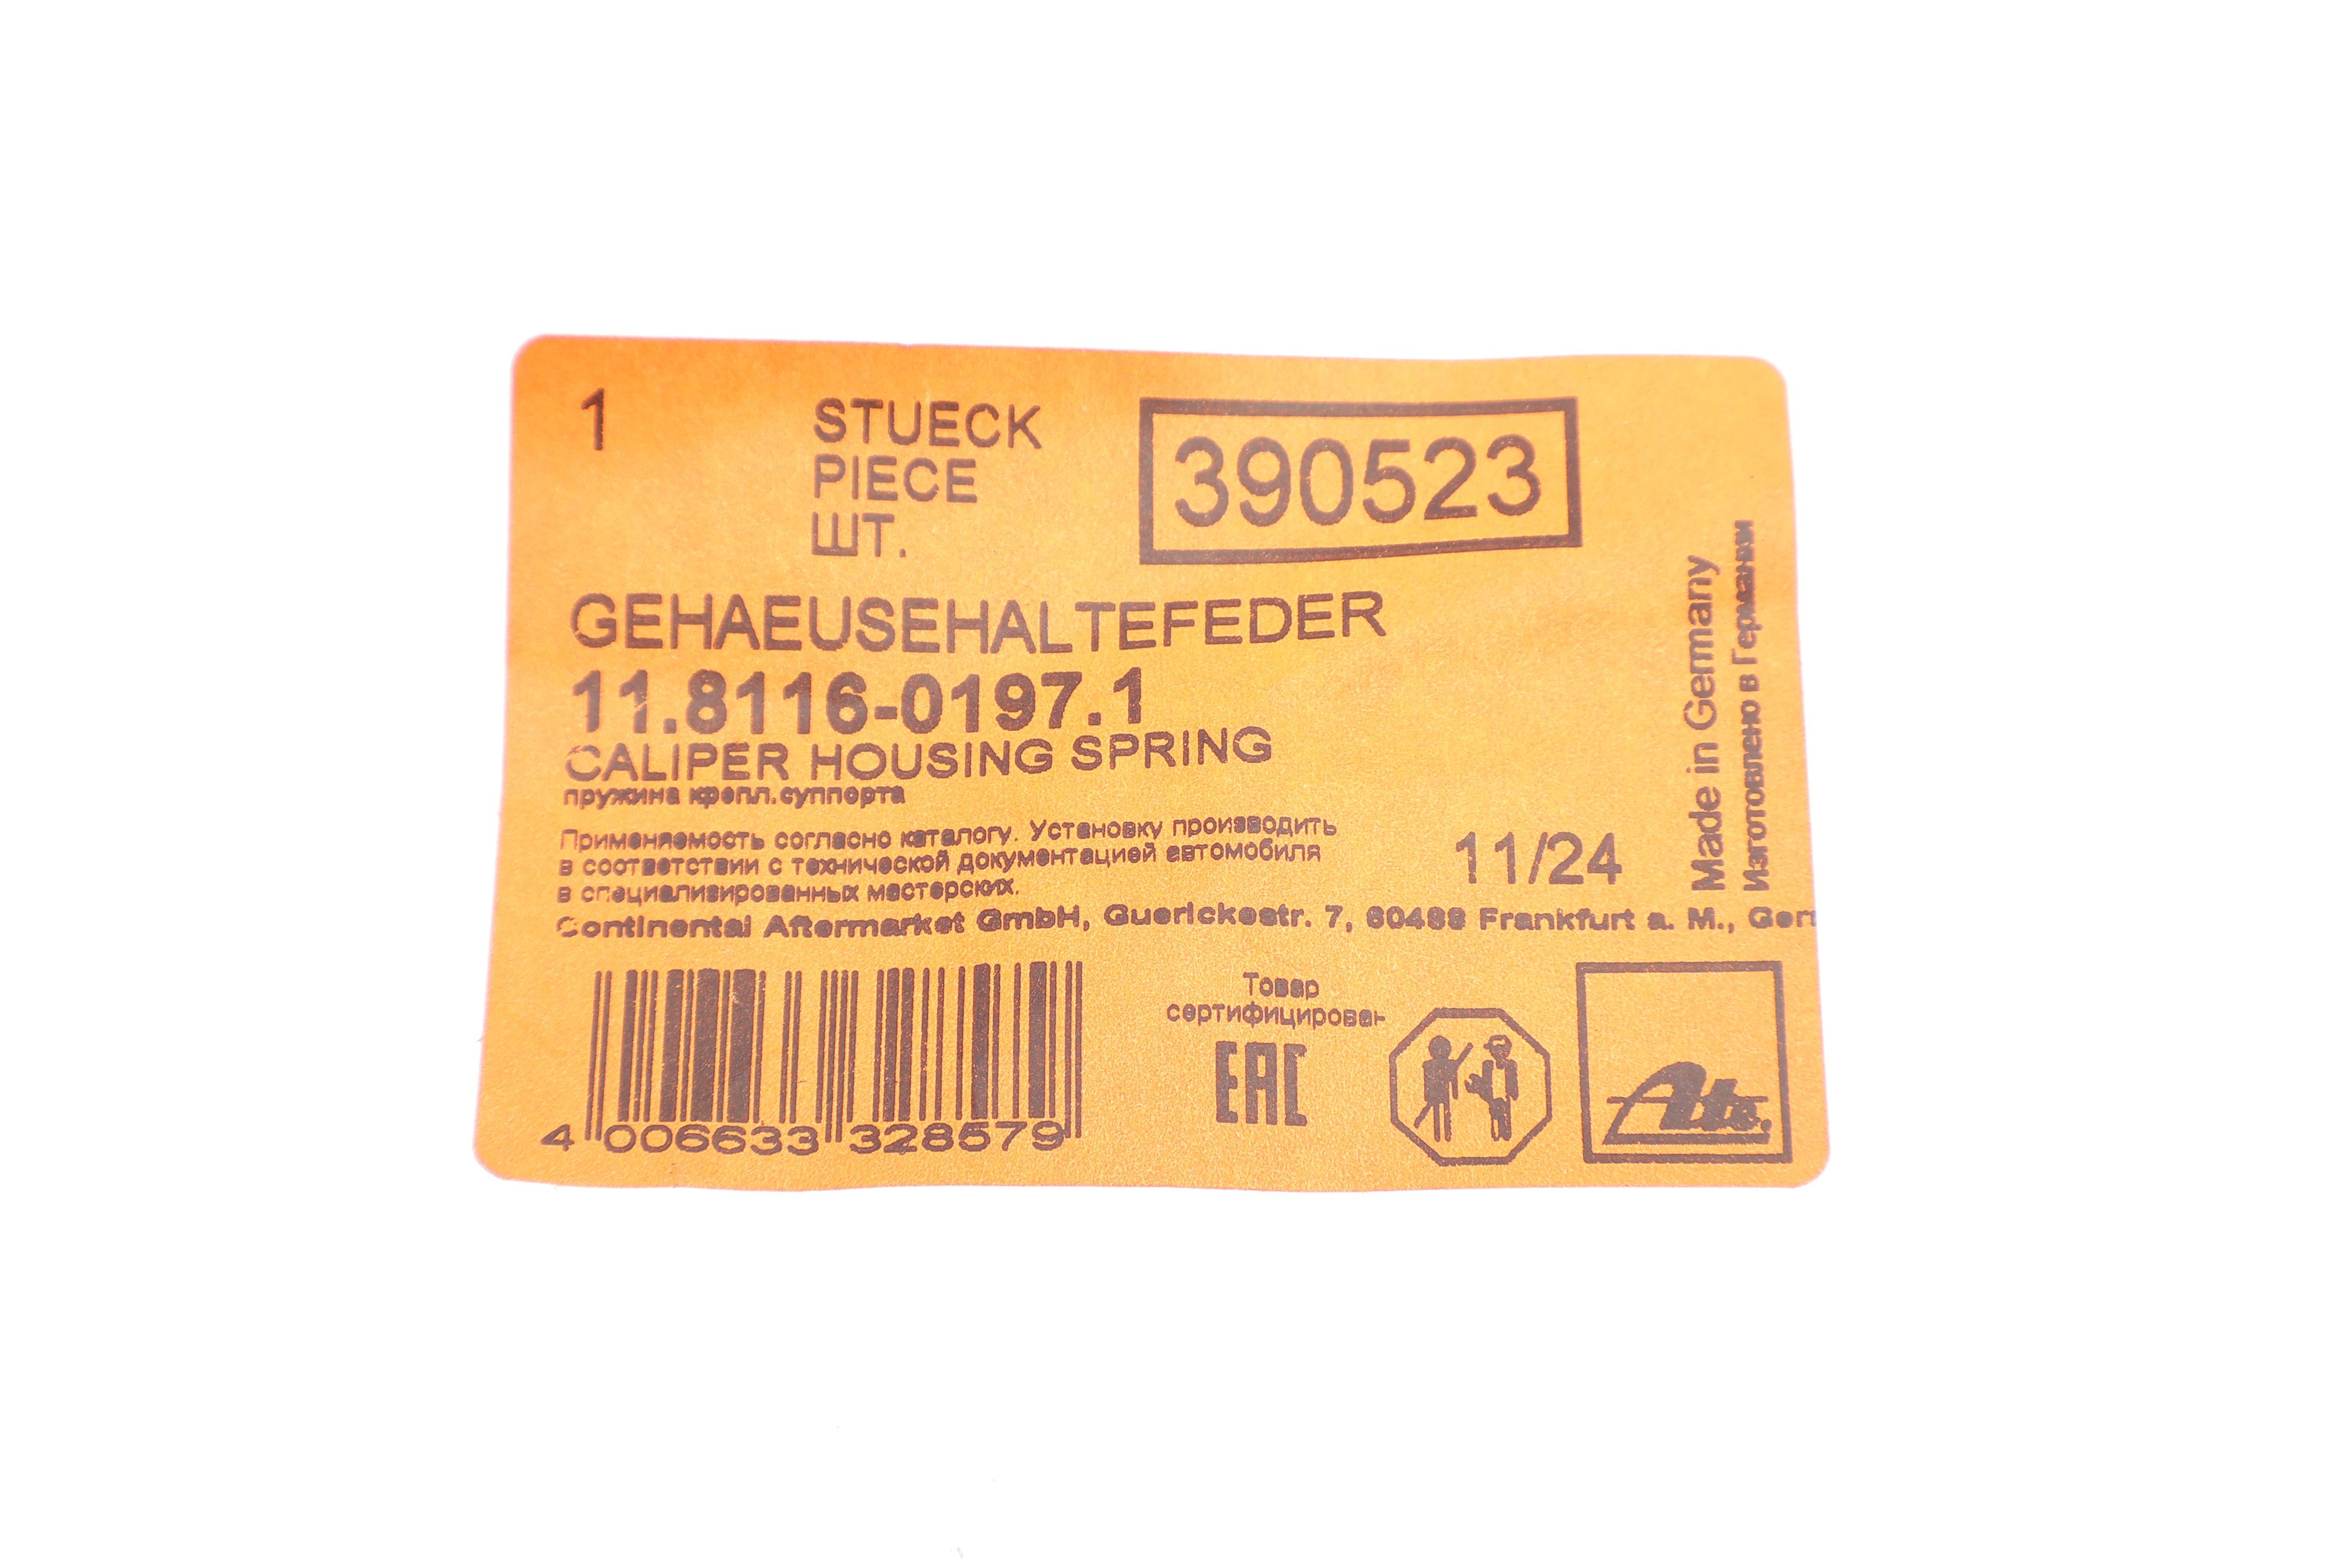 1
STUECK
PIECE
ШТ.
390523
GEHAEUSEHALTEFEDER
11.8116-0197.1
CALIPER HOUSING SPRING
пружина крепл.суппорта
Применяемость согласно каталогу. Установку производить
в соответствии с технической документацией автомобиля
в специализированных мастерских.
11/24
Continental Aftermarket GmbH, Guerickestr. 7, 60488 Frankfurt a. M., Ger
Made in Germany
Изготовлено в Германии
4 006633 328579
Товар
сертифицирован
EAC
Ate